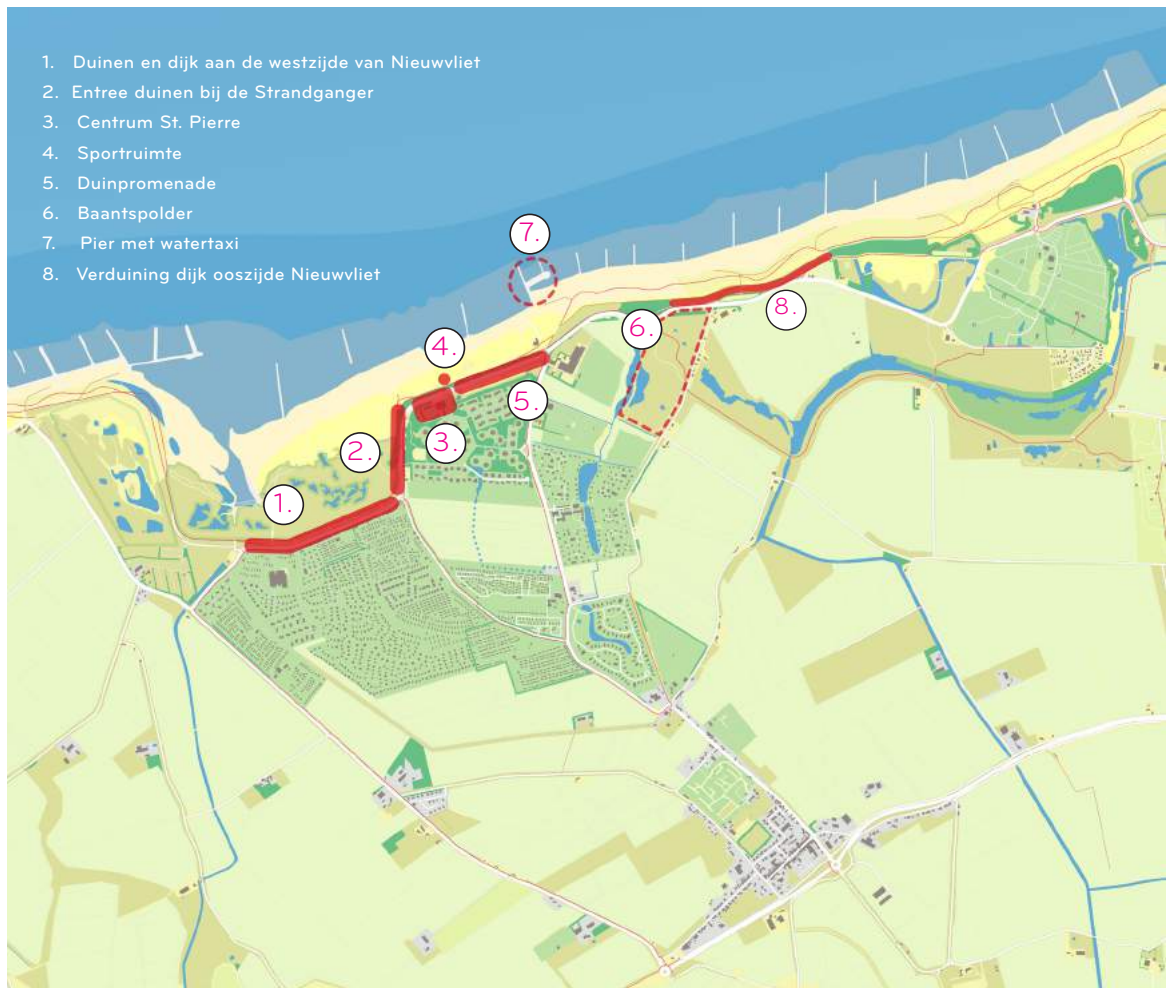 1. Duinen en dijk aan de westzijde van Nieuwvliet
2. Entree duinen bij de Strandganger
3. Centrum St. Pierre
4. Sportruimte
5. Duinpromenade
6. Baantspolder
7. Pier met watertaxi
8. Verduining dijk ooszijde Nieuwvliet
7.
8.
6.
4.
5.
3.
2.
1.